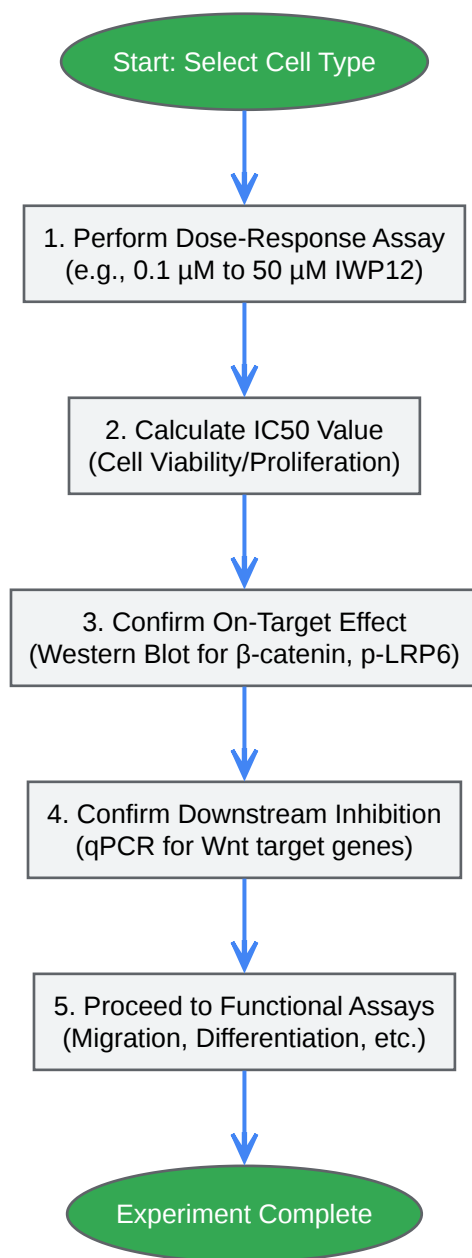 Start: Select Cell Type
1. Perform Dose-Response Assay
(e.g., 0.1 µM to 50 µM IWP12)
2. Calculate IC50 Value
(Cell Viability/Proliferation)
3. Confirm On-Target Effect
(Western Blot for β-catenin, p-LRP6)
4. Confirm Downstream Inhibition
(qPCR for Wnt target genes)
5. Proceed to Functional Assays
(Migration, Differentiation, etc.)
Experiment Complete